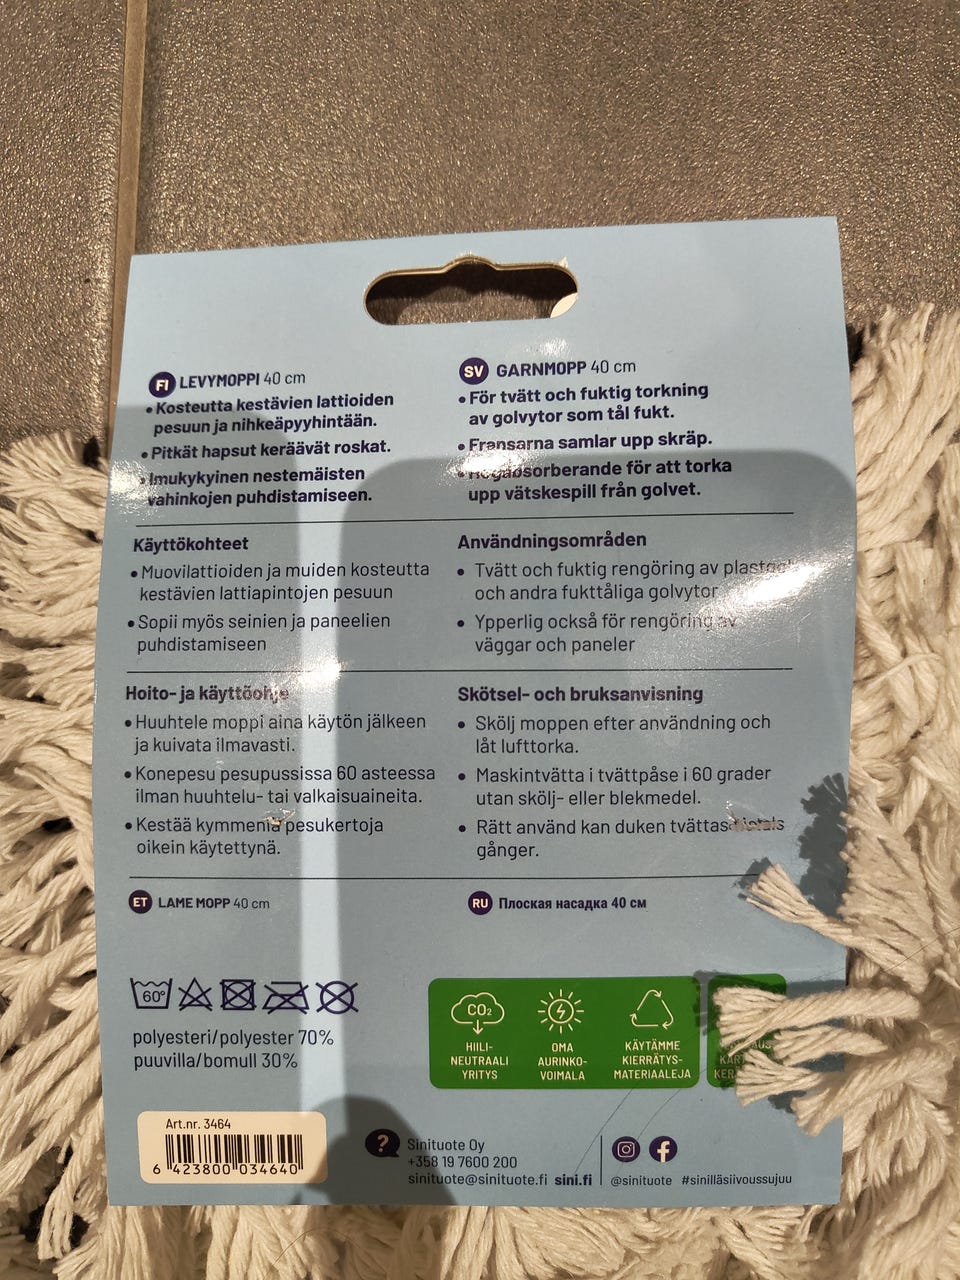 FI LEVYMOPPI 40 cm
• Kosteutta kestävien lattioiden
pesuun ja nihkeäpyyhintään.
• Pitkät hapsut keräävät roskat.
• Imukykyinen nestemäisten
vahinkojen puhdistamiseen.
SV GARNMOPP 40 cm
• För tvätt och fuktig torkning
av golvytor som tål fukt.
• Fransarna samlar upp skräp.
• Högabsorberande för att torka
upp vätskespill från golvet.
Käyttökohteet
• Muovilattioiden ja muiden kosteutta
kestävien lattiapintojen pesuun
• Sopii myös seinien ja paneelien
puhdistamiseen
Användningsområden
• Tvätt och fuktig rengöring av
och andra fukttåliga golvytor
• Ypperlig också för rengöring av
väggar och paneler
Hoito- ja käyttöohje
• Huuhtele moppi aina käytön jälkeen
ja kuivata ilmavasti.
• Konepesu pesupussissa 60 asteessa
ilman huuhtelu- tai valkaisuaineita.
• Kestää kymmeniä pesukertoja
oikein käytettynä.
Skötsel- och bruksanvisning
• Skölj moppen efter användning och
låt lufttorka.
• Maskintvätta i tvättpåse i 60 grader
utan skölj- eller blekmedel.
• Rätt använd kan duken tvättas
gånger.
ET LAME MOPP 40 cm
RU Плоская насадка 40 см
60°
polyesteri/polyester 70%
puuvilla/bomull 30%
CO₂
HIILI-
NEUTRAALI
YRITYS
OMA
AURINKO-
VOIMALA
KÄYTÄMME
KIERRÄTYS-
MATERIAALEJA
Art.nr. 3464
6 423800 034640
?
Sinituote Oy
+358 19 7600 200
sinituote@sinituote.fi sini.fi
@sinituote #sinilläsiivoussujuu